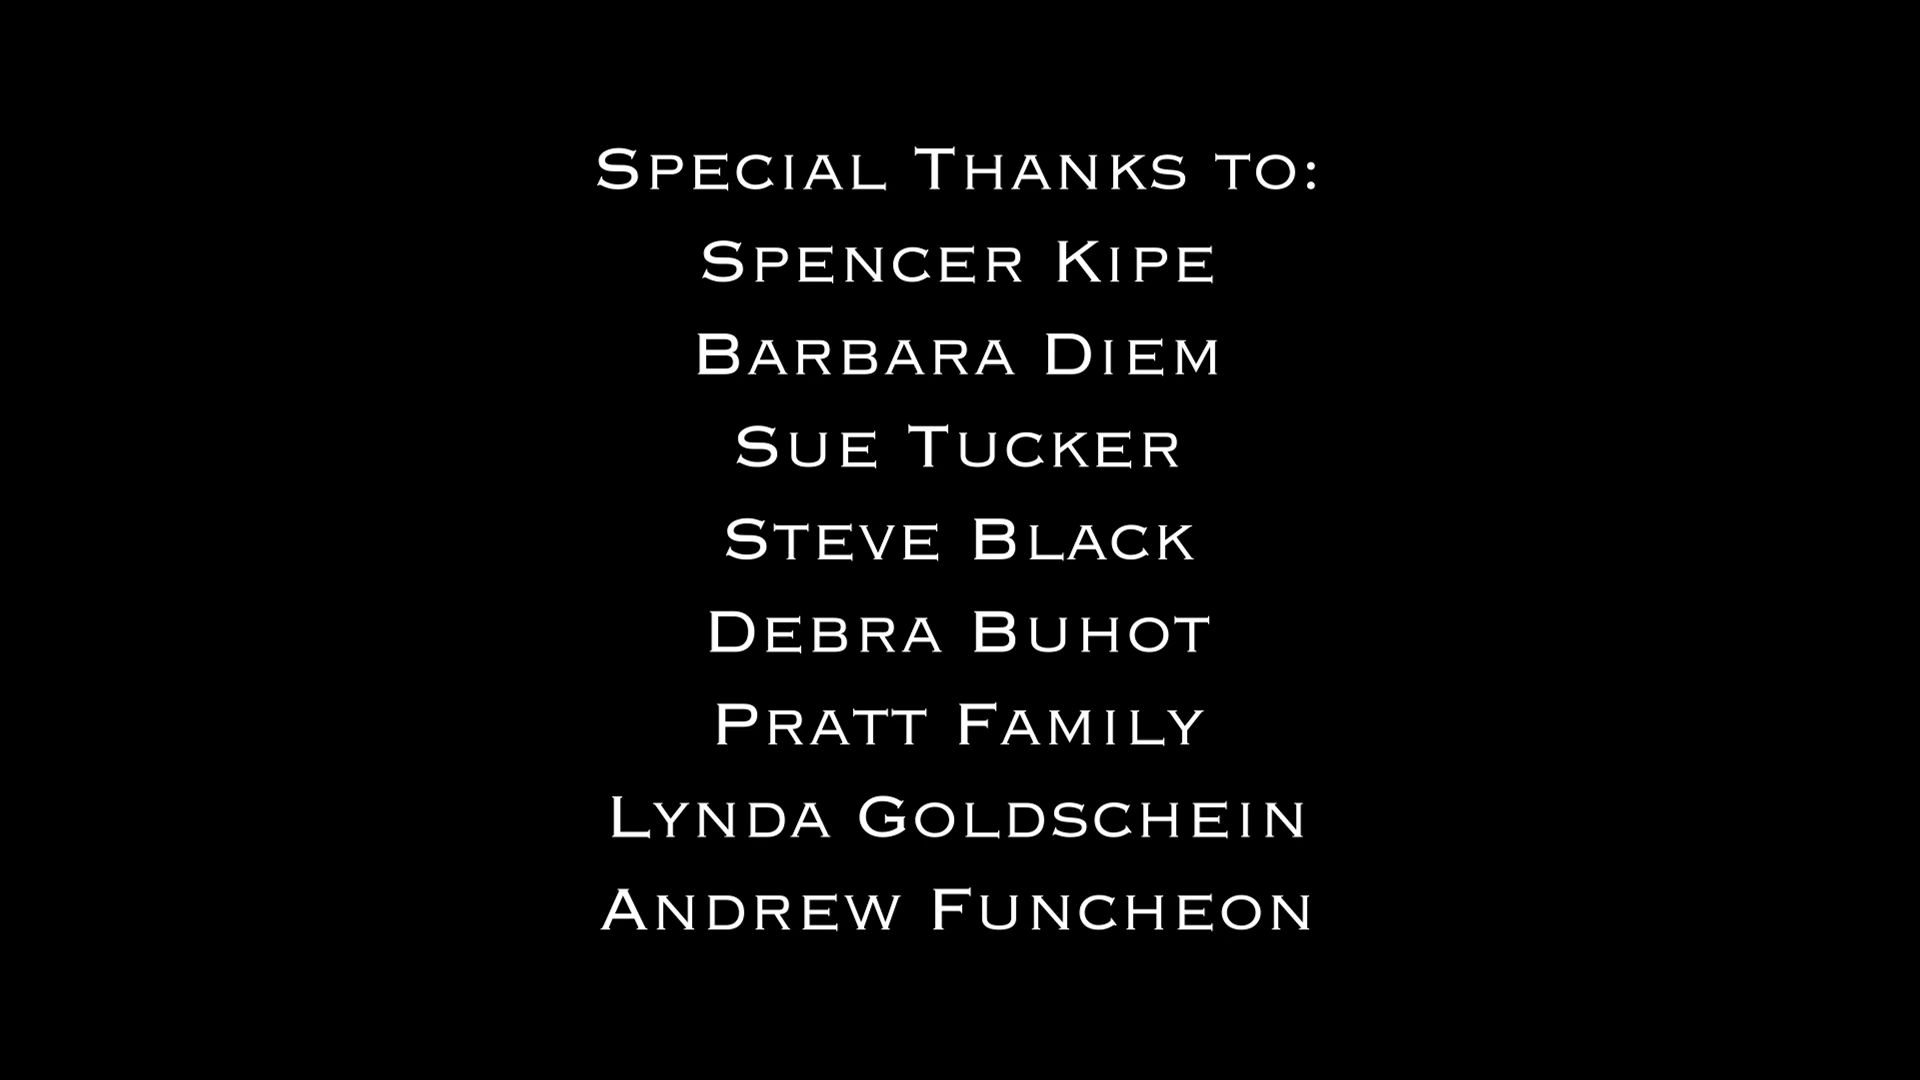 Special Thanks to:
Spencer Kipe
Barbara Diem
Sue Tucker
Steve Black
Debra Buhot
Pratt Family
Lynda Goldschein
Andrew Funcheon